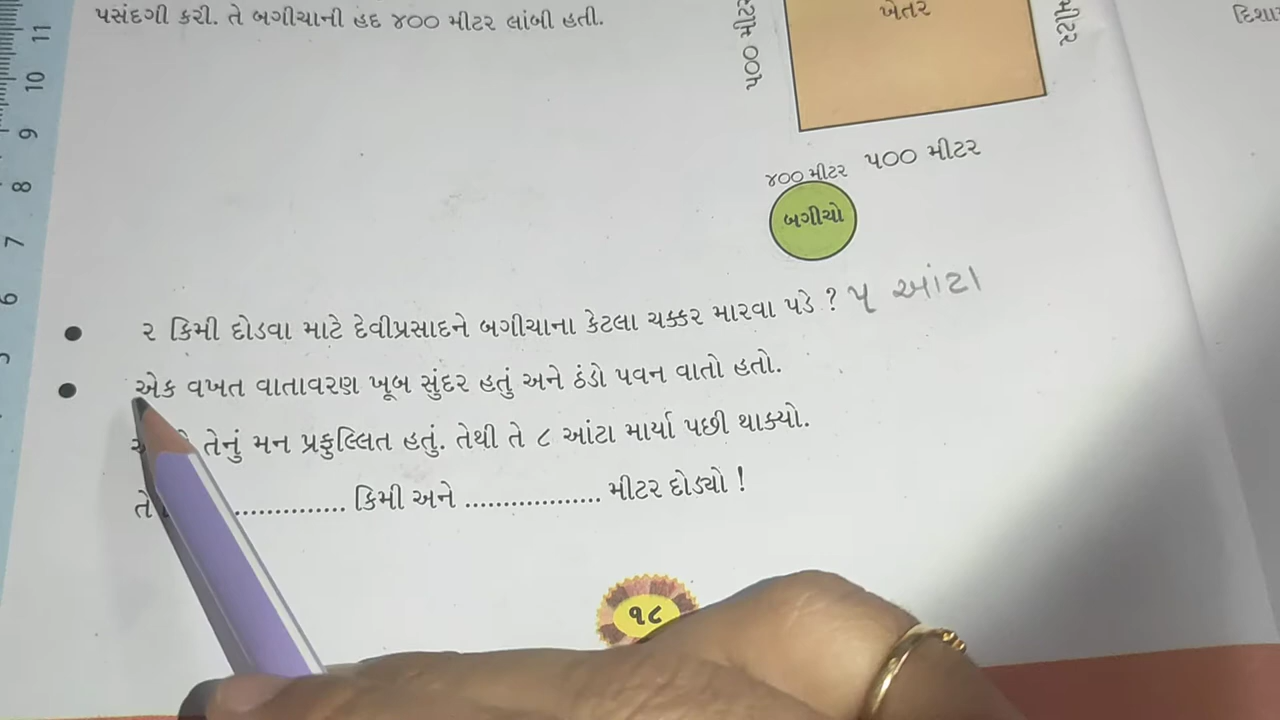 પસંદગી કરી. તે બગીચાની હદ ૪૦૦ મીટર લાંબી હતી.
ખેતર
મીટર
૫૦૦ મીટર
૪૦૦ મીટર
બગીચો
૨ કિમી દોડવા માટે દેવીપ્રસાદને બગીચાના કેટલા ચક્કર મારવા પડે ? ૫ આંટા
એક વખત વાતાવરણ ખૂબ સુંદર હતું અને ઠંડો પવન વાતો હતો.
તેનું મન પ્રફુલ્લિત હતું. તેથી તે ૮ આંટા માર્યા પછી થાક્યો.
તે .............. કિમી અને .................. મીટર દોડ્યો !
૧૮
11
10
9
8
7
6